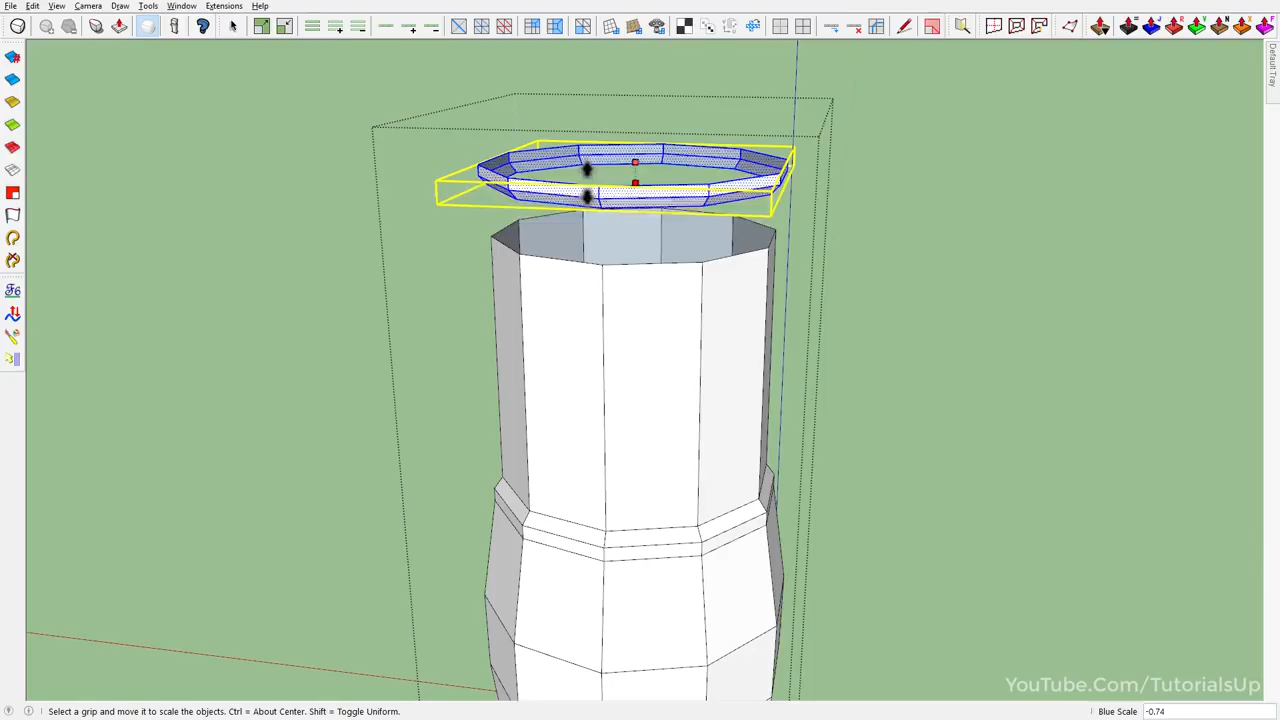 File Edit View Camera Draw Tools Window Extensions Help
Default Tray
YouTube.Com/TutorialsUp
Select a grip and move it to scale the objects. Ctrl = About Center. Shift = Toggle Uniform.
Blue Scale -0.74